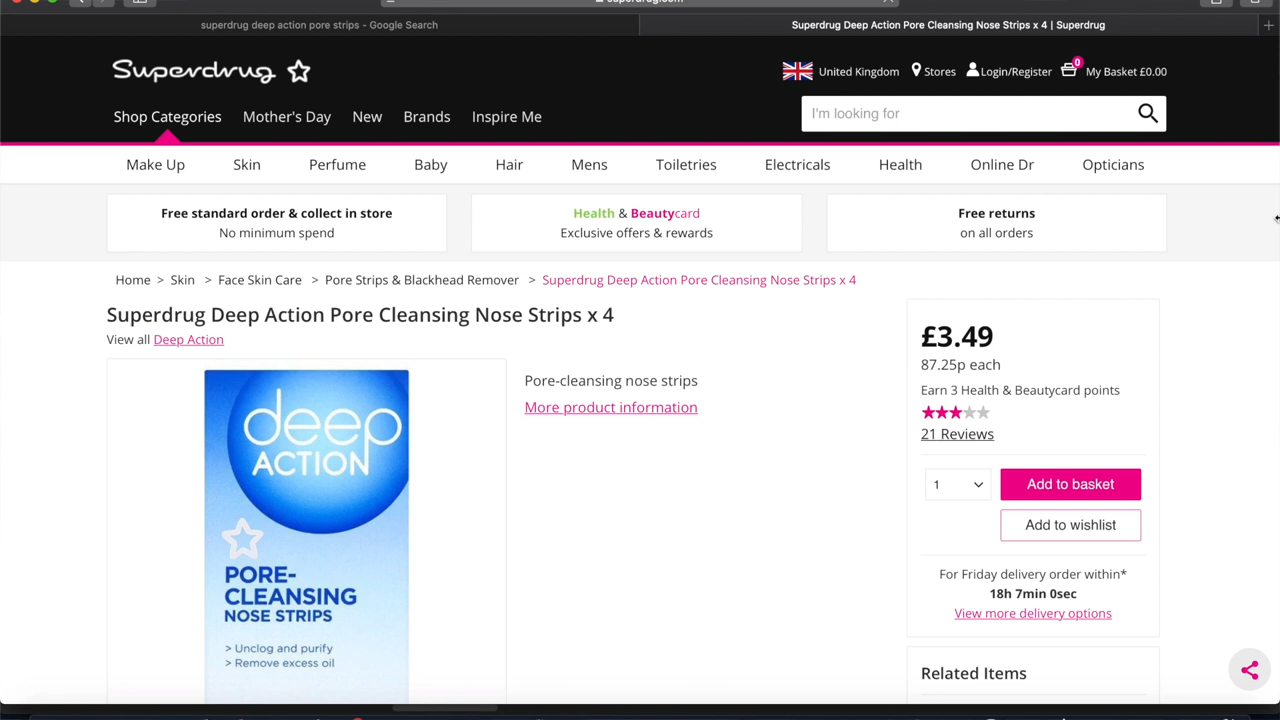 superdrug deep action pore strips - Google Search
Superdrug Deep Action Pore Cleansing Nose Strips x 4 | Superdrug
Superdrug
United Kingdom
Stores
Login/Register
0
My Basket £0.00
Shop Categories
Mother's Day
New
Brands
Inspire Me
I'm looking for
Make Up
Skin
Perfume
Baby
Hair
Mens
Toiletries
Electricals
Health
Online Dr
Opticians
Free standard order & collect in store
No minimum spend
Health & Beautycard
Exclusive offers & rewards
Free returns
on all orders
Home > Skin > Face Skin Care > Pore Strips & Blackhead Remover > Superdrug Deep Action Pore Cleansing Nose Strips x 4
Superdrug Deep Action Pore Cleansing Nose Strips x 4
View all Deep Action
deep
ACTION
PORE-
CLEANSING
NOSE STRIPS
> Unclog and purify
> Remove excess oil
Pore-cleansing nose strips
More product information
£3.49
87.25p each
Earn 3 Health & Beautycard points
21 Reviews
1
Add to basket
Add to wishlist
For Friday delivery order within*
18h 7min 0sec
View more delivery options
Related Items